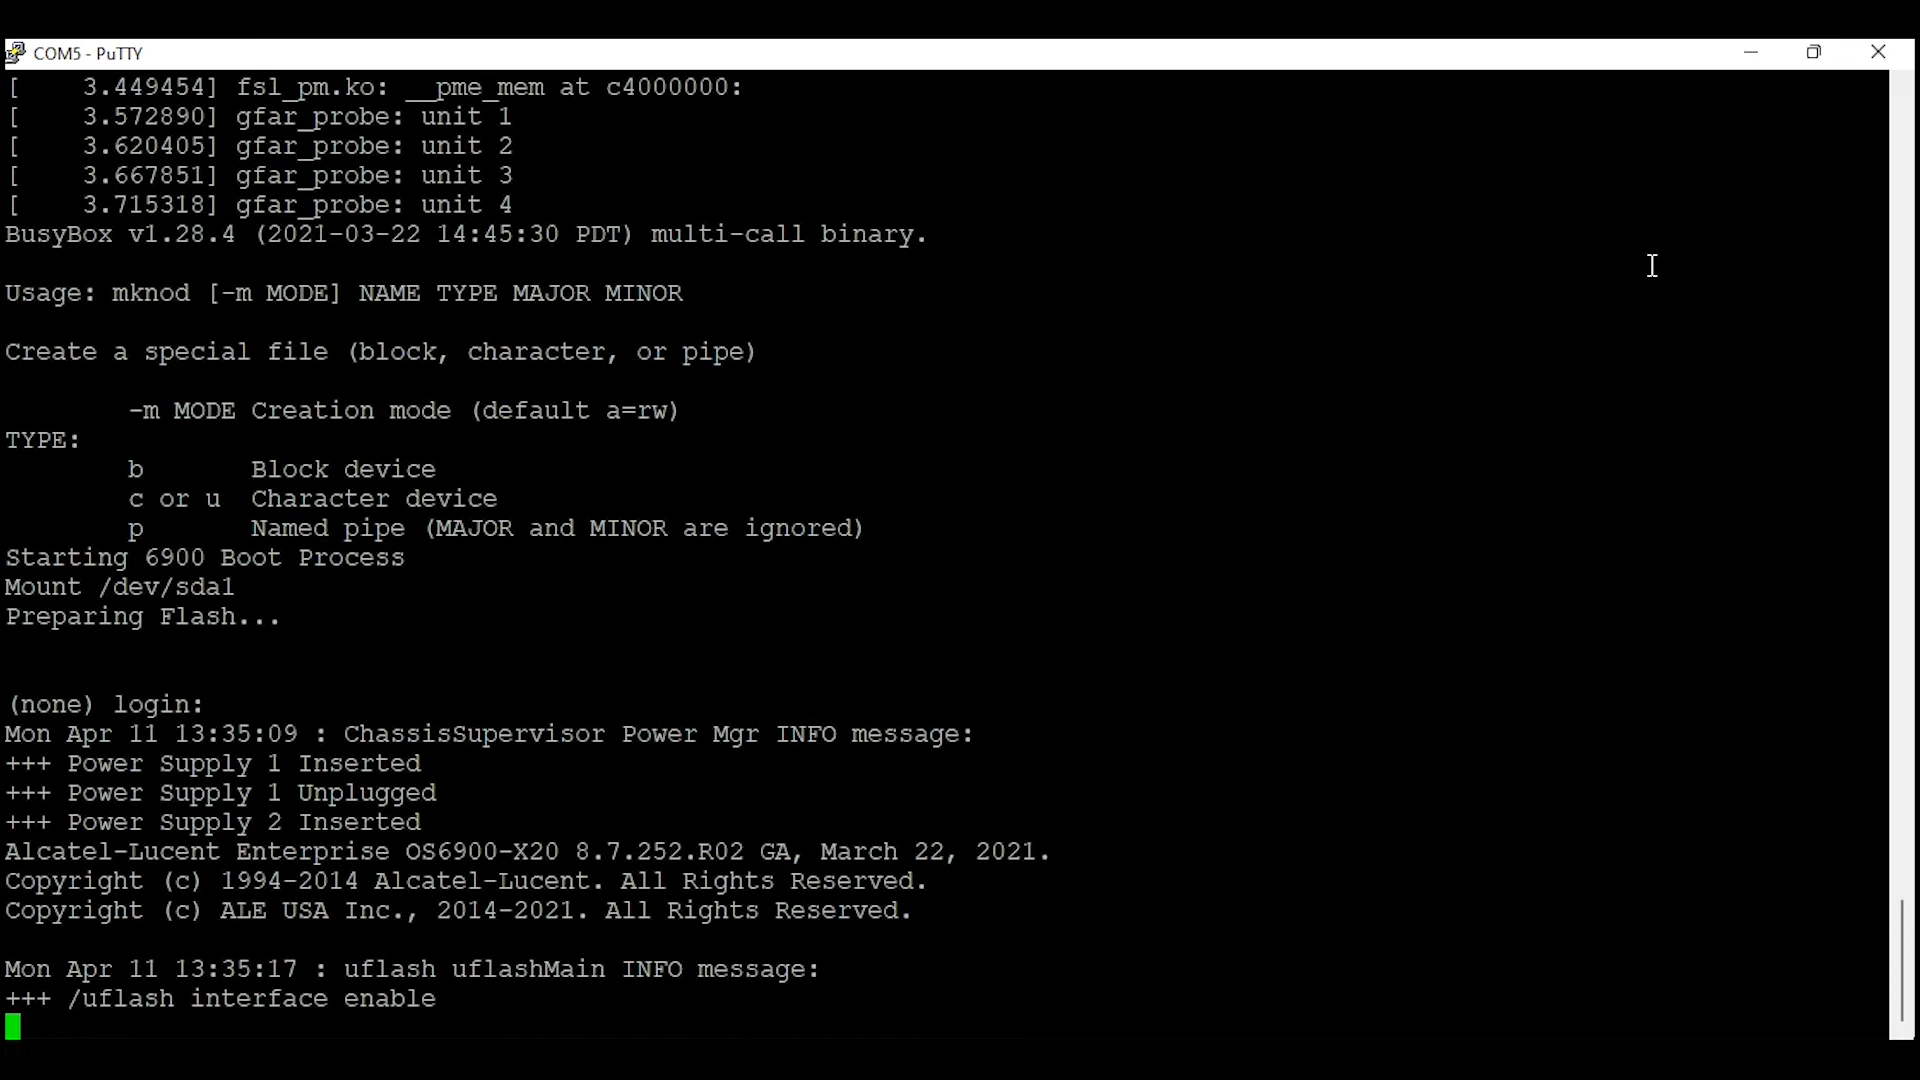 COM5 - PuTTY
[    3.449454] fsl_pm.ko: __pme_mem at c4000000:
[    3.572890] gfar_probe: unit 1
[    3.620405] gfar_probe: unit 2
[    3.667851] gfar_probe: unit 3
[    3.715318] gfar_probe: unit 4
BusyBox v1.28.4 (2021-03-22 14:45:30 PDT) multi-call binary.
Usage: mknod [-m MODE] NAME TYPE MAJOR MINOR
Create a special file (block, character, or pipe)
        -m MODE Creation mode (default a=rw)
TYPE:
        b       Block device
        c or u  Character device
        p       Named pipe (MAJOR and MINOR are ignored)
Starting 6900 Boot Process
Mount /dev/sda1
Preparing Flash...
(none) login:
Mon Apr 11 13:35:09 : ChassisSupervisor Power Mgr INFO message:
+++ Power Supply 1 Inserted
+++ Power Supply 1 Unplugged
+++ Power Supply 2 Inserted
Alcatel-Lucent Enterprise OS6900-X20 8.7.252.R02 GA, March 22, 2021.
Copyright (c) 1994-2014 Alcatel-Lucent. All Rights Reserved.
Copyright (c) ALE USA Inc., 2014-2021. All Rights Reserved.
Mon Apr 11 13:35:17 : uflash uflashMain INFO message:
+++ /uflash interface enable